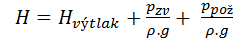 H = H_výtlak + p_zv/ρ.g + p_pož/ρ.g